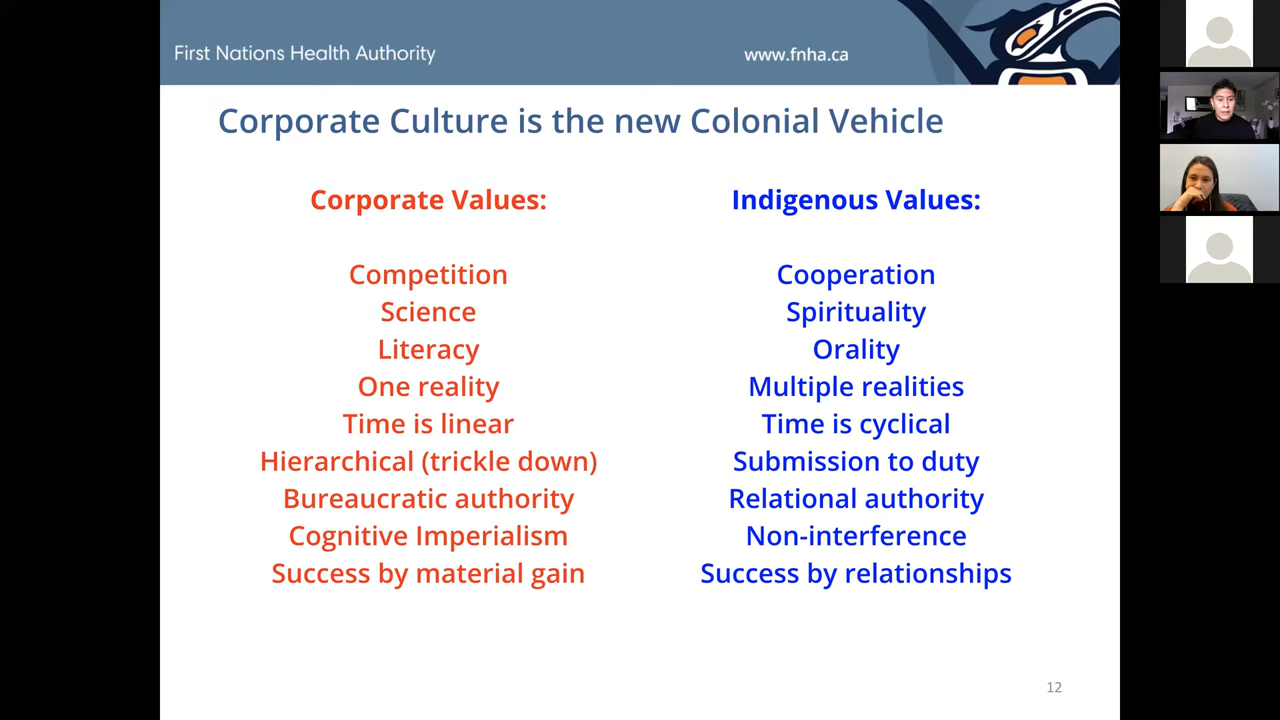 First Nations Health Authority
www.fnha.ca
Corporate Culture is the new Colonial Vehicle
Corporate Values:
Competition
Science
Literacy
One reality
Time is linear
Hierarchical (trickle down)
Bureaucratic authority
Cognitive Imperialism
Success by material gain
Indigenous Values:
Cooperation
Spirituality
Orality
Multiple realities
Time is cyclical
Submission to duty
Relational authority
Non-interference
Success by relationships
12